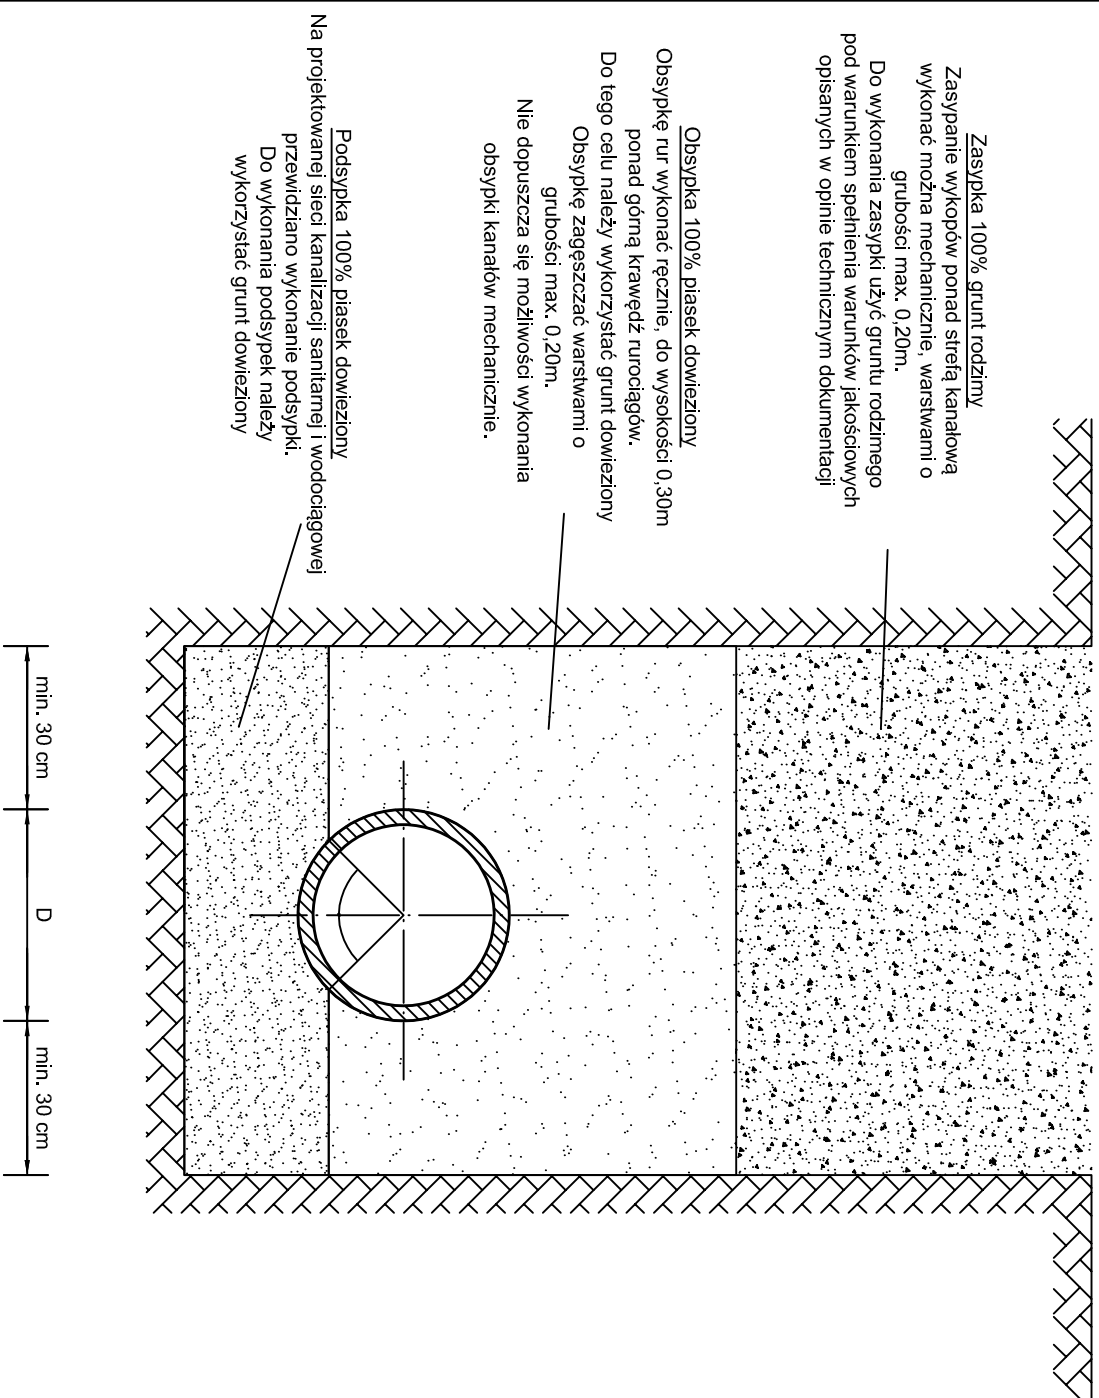 Zasypka 100% grunt rodzimy
Zasypanie wykopów ponad strefą kanałową
wykonać można mechanicznie, warstwami o
grubości max. 0,20m.
Do wykonania zasypki użyć gruntu rodzimego
pod warunkiem spełnienia warunków jakościowych
opisanych w opinie technicznym dokumentacji
Obsypka 100% piasek dowieziony
Obsypkę rur wykonać ręcznie, do wysokości 0,30m
ponad górną krawędź rurociągów.
Do tego celu należy wykorzystać grunt dowieziony
Obsypkę zagęszczać warstwami o
grubości max. 0,20m.
Nie dopuszcza się możliwości wykonania
obsypki kanałów mechanicznie.
Podsypka 100% piasek dowieziony
Na projektowanej sieci kanalizacji sanitarnej i wodociągowej
przewidziano wykonanie podsypki.
Do wykonania podsypek należy
wykorzystać grunt dowieziony
min. 30 cm
D
min. 30 cm